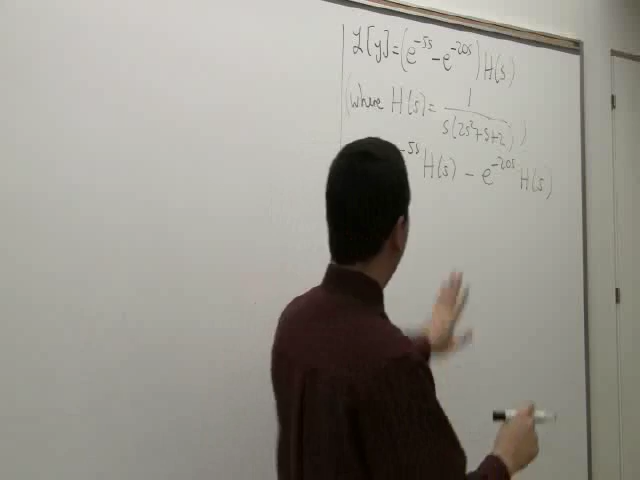 ℒ[y] = (e^{-5s} - e^{-20s}) H(s)
(where H(s) = 1 / s(2s²+s+2))
^{-5s} H(s) - e^{-20s} H(s)